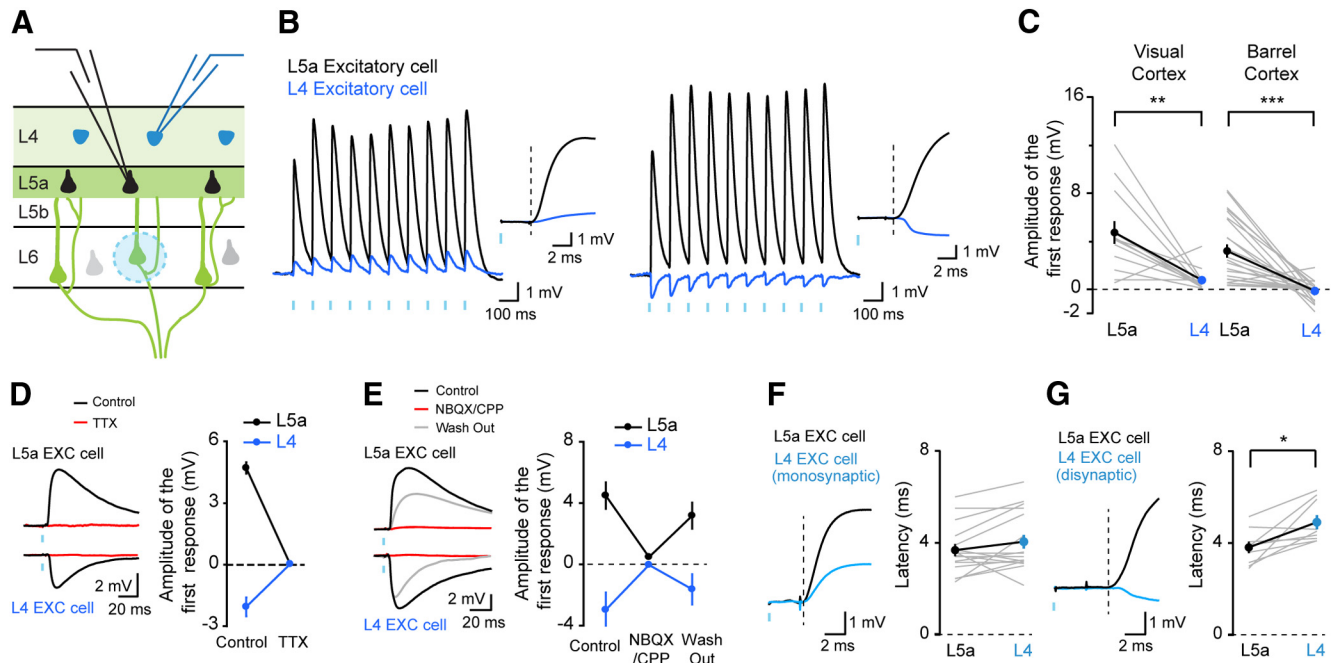 A
L4
L5a
L5b
L6
B
L5a Excitatory cell
L4 Excitatory cell
1 mV
2 ms
1 mV
100 ms
1 mV
2 ms
1 mV
100 ms
C
Visual
Cortex
Barrel
Cortex
**
***
Amplitude of the
first response (mV)
16
8
0
-2
L5a
L4
L5a
L4
D
Control
TTX
L5a EXC cell
L4 EXC cell
2 mV
20 ms
L5a
L4
Amplitude of the
first response (mV)
6
3
0
-3
Control
TTX
E
Control
NBQX/CPP
Wash Out
L5a EXC cell
L4 EXC cell
2 mV
20 ms
L5a
L4
Amplitude of the
first response (mV)
8
4
0
-4
Control
NBQX
/CPP
Wash
Out
F
L5a EXC cell
L4 EXC cell
(monosynaptic)
1 mV
2 ms
Latency (ms)
8
4
0
L5a
L4
G
L5a EXC cell
L4 EXC cell
(disynaptic)
1 mV
2 ms
*
Latency (ms)
8
4
0
L5a
L4